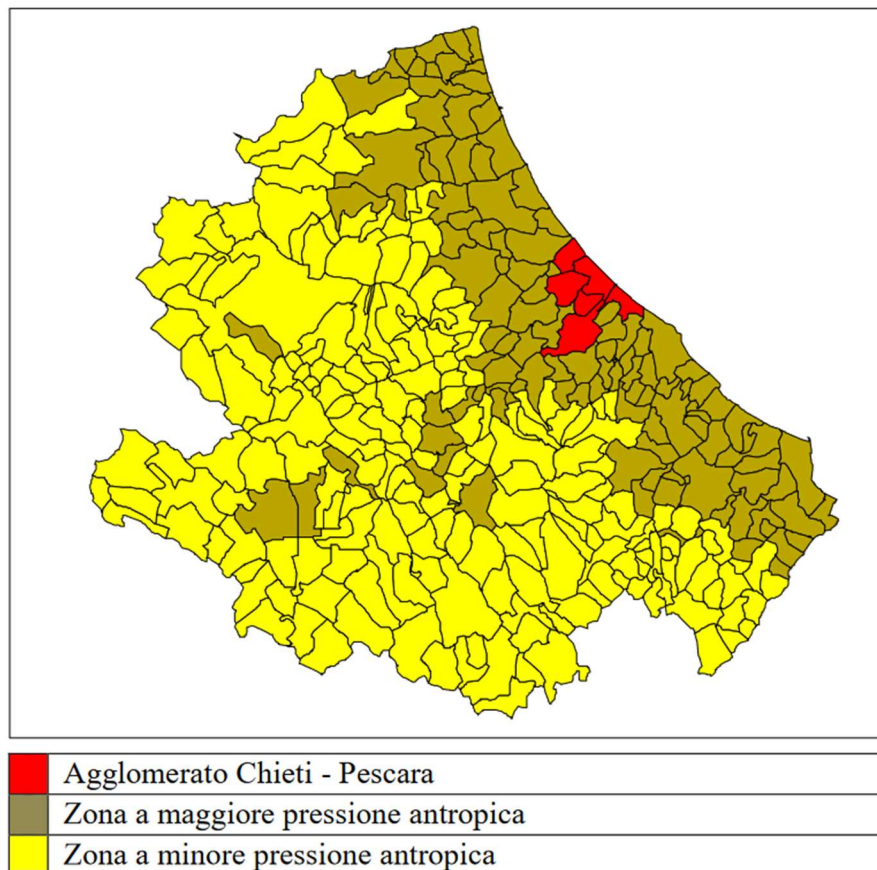 Agglomerato Chieti - Pescara
Zona a maggiore pressione antropica
Zona a minore pressione antropica